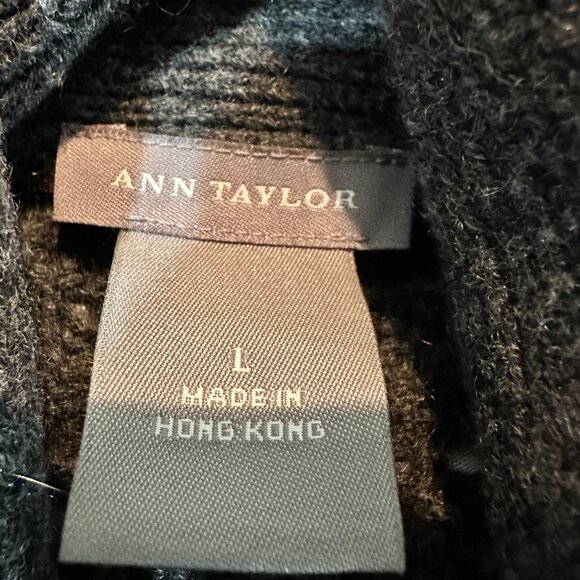 ANN TAYLOR
L
MADE IN
HONG KONG